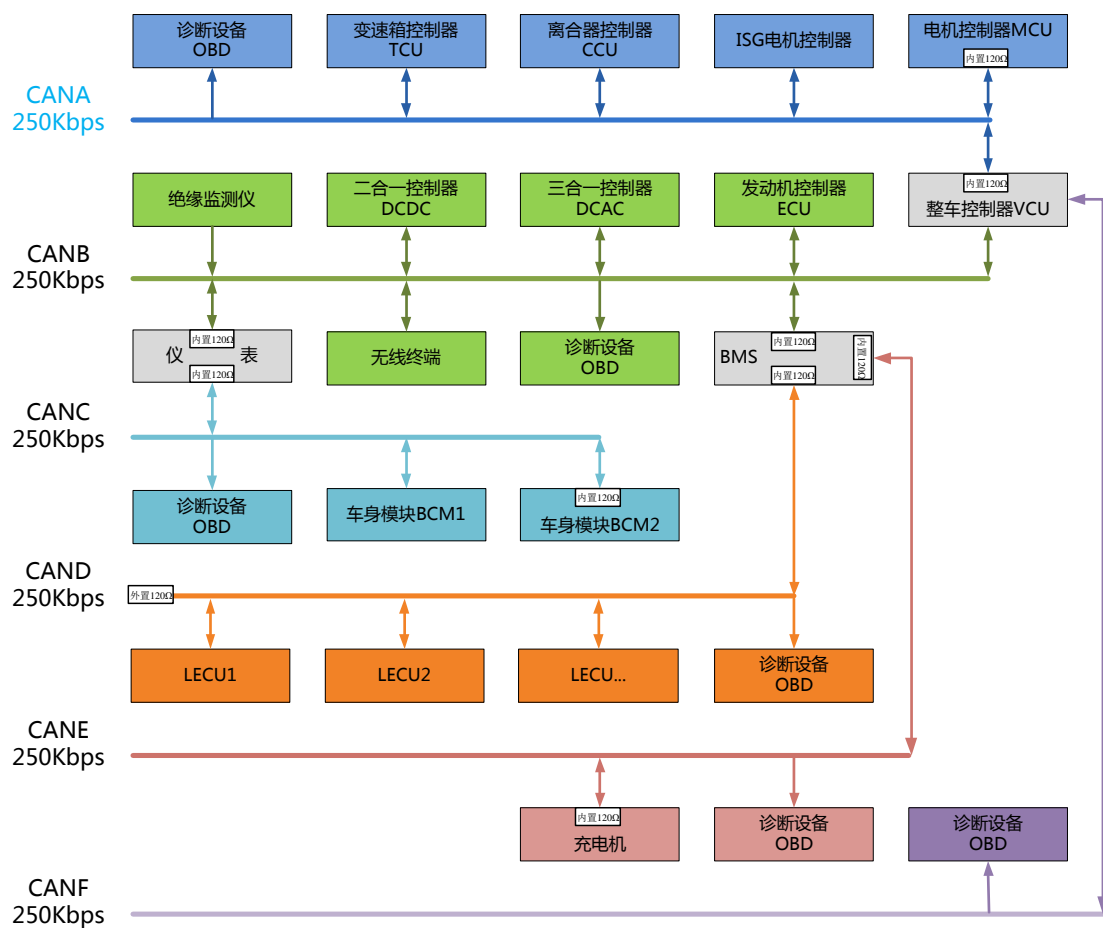 诊断设备
OBD
变速箱控制器
TCU
离合器控制器
CCU
ISG电机控制器
电机控制器MCU
内置120Ω
CANA
250Kbps
绝缘监测仪
二合一控制器
DCDC
三合一控制器
DCAC
发动机控制器
ECU
内置120Ω
整车控制器VCU
CANB
250Kbps
内置120Ω
仪 表
内置120Ω
无线终端
诊断设备
OBD
内置120Ω
BMS
内置120Ω
内置120Ω
CANC
250Kbps
诊断设备
OBD
车身模块BCM1
内置120Ω
车身模块BCM2
CAND
250Kbps
外置120Ω
LECU1
LECU2
LECU...
诊断设备
OBD
CANE
250Kbps
内置120Ω
充电机
诊断设备
OBD
诊断设备
OBD
CANF
250Kbps